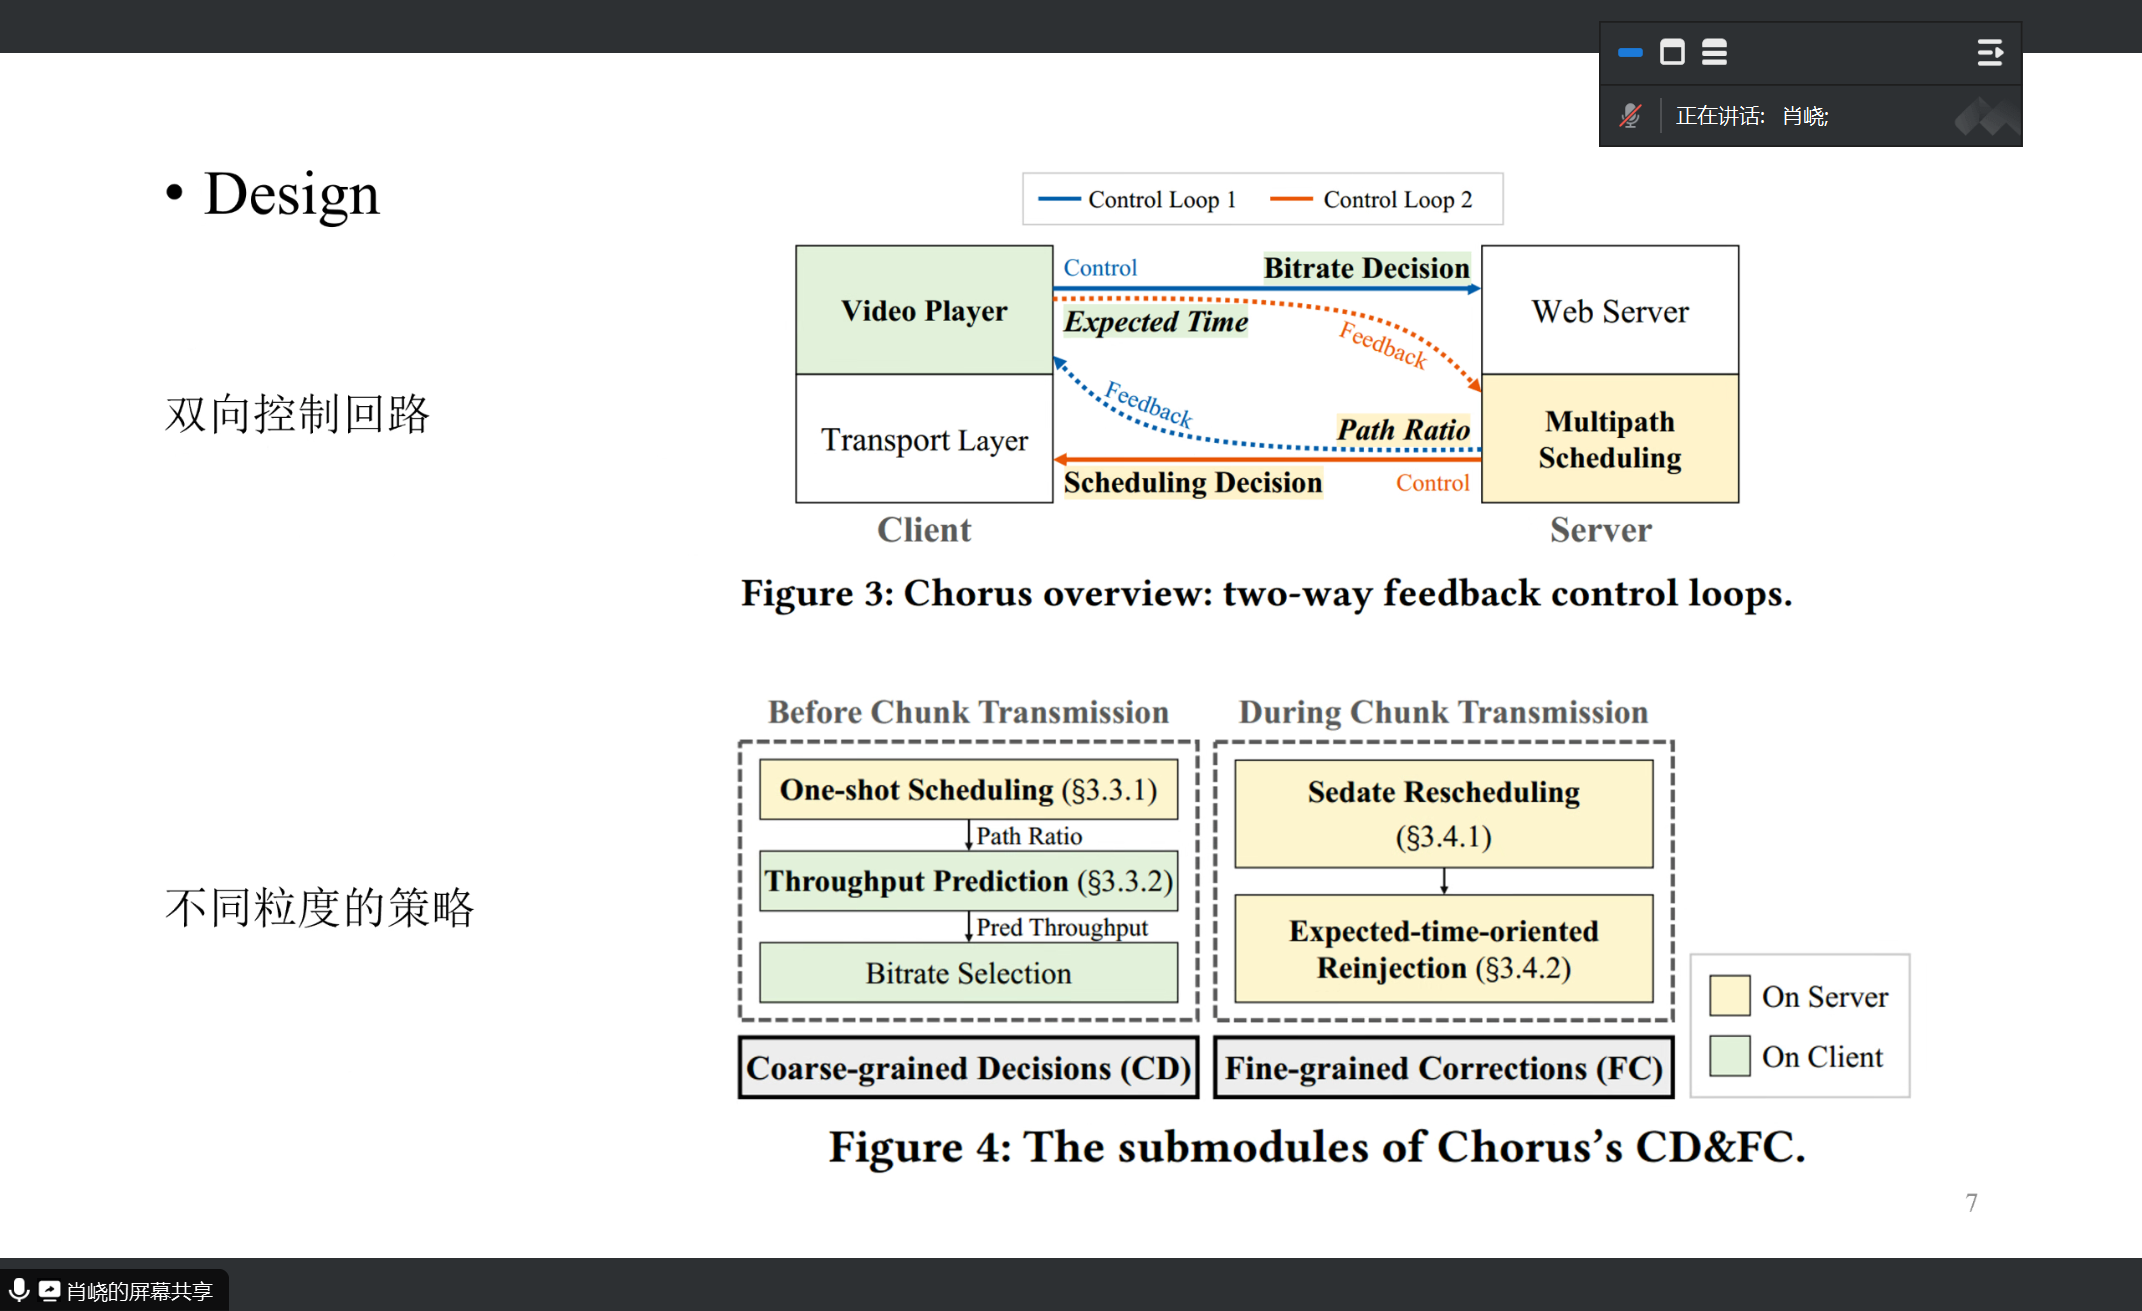 正在讲话: 肖峣;
• Design
Control Loop 1
Control Loop 2
Video Player
Transport Layer
Client
Control
Bitrate Decision
Expected Time
Feedback
Feedback
Path Ratio
Scheduling Decision
Control
Web Server
Multipath
Scheduling
Server
双向控制回路
Figure 3: Chorus overview: two-way feedback control loops.
Before Chunk Transmission
One-shot Scheduling (§3.3.1)
Path Ratio
Throughput Prediction (§3.3.2)
Pred Throughput
Bitrate Selection
Coarse-grained Decisions (CD)
During Chunk Transmission
Sedate Rescheduling
(§3.4.1)
Expected-time-oriented
Reinjection (§3.4.2)
Fine-grained Corrections (FC)
On Server
On Client
不同粒度的策略
Figure 4: The submodules of Chorus’s CD&FC.
7
肖峣的屏幕共享